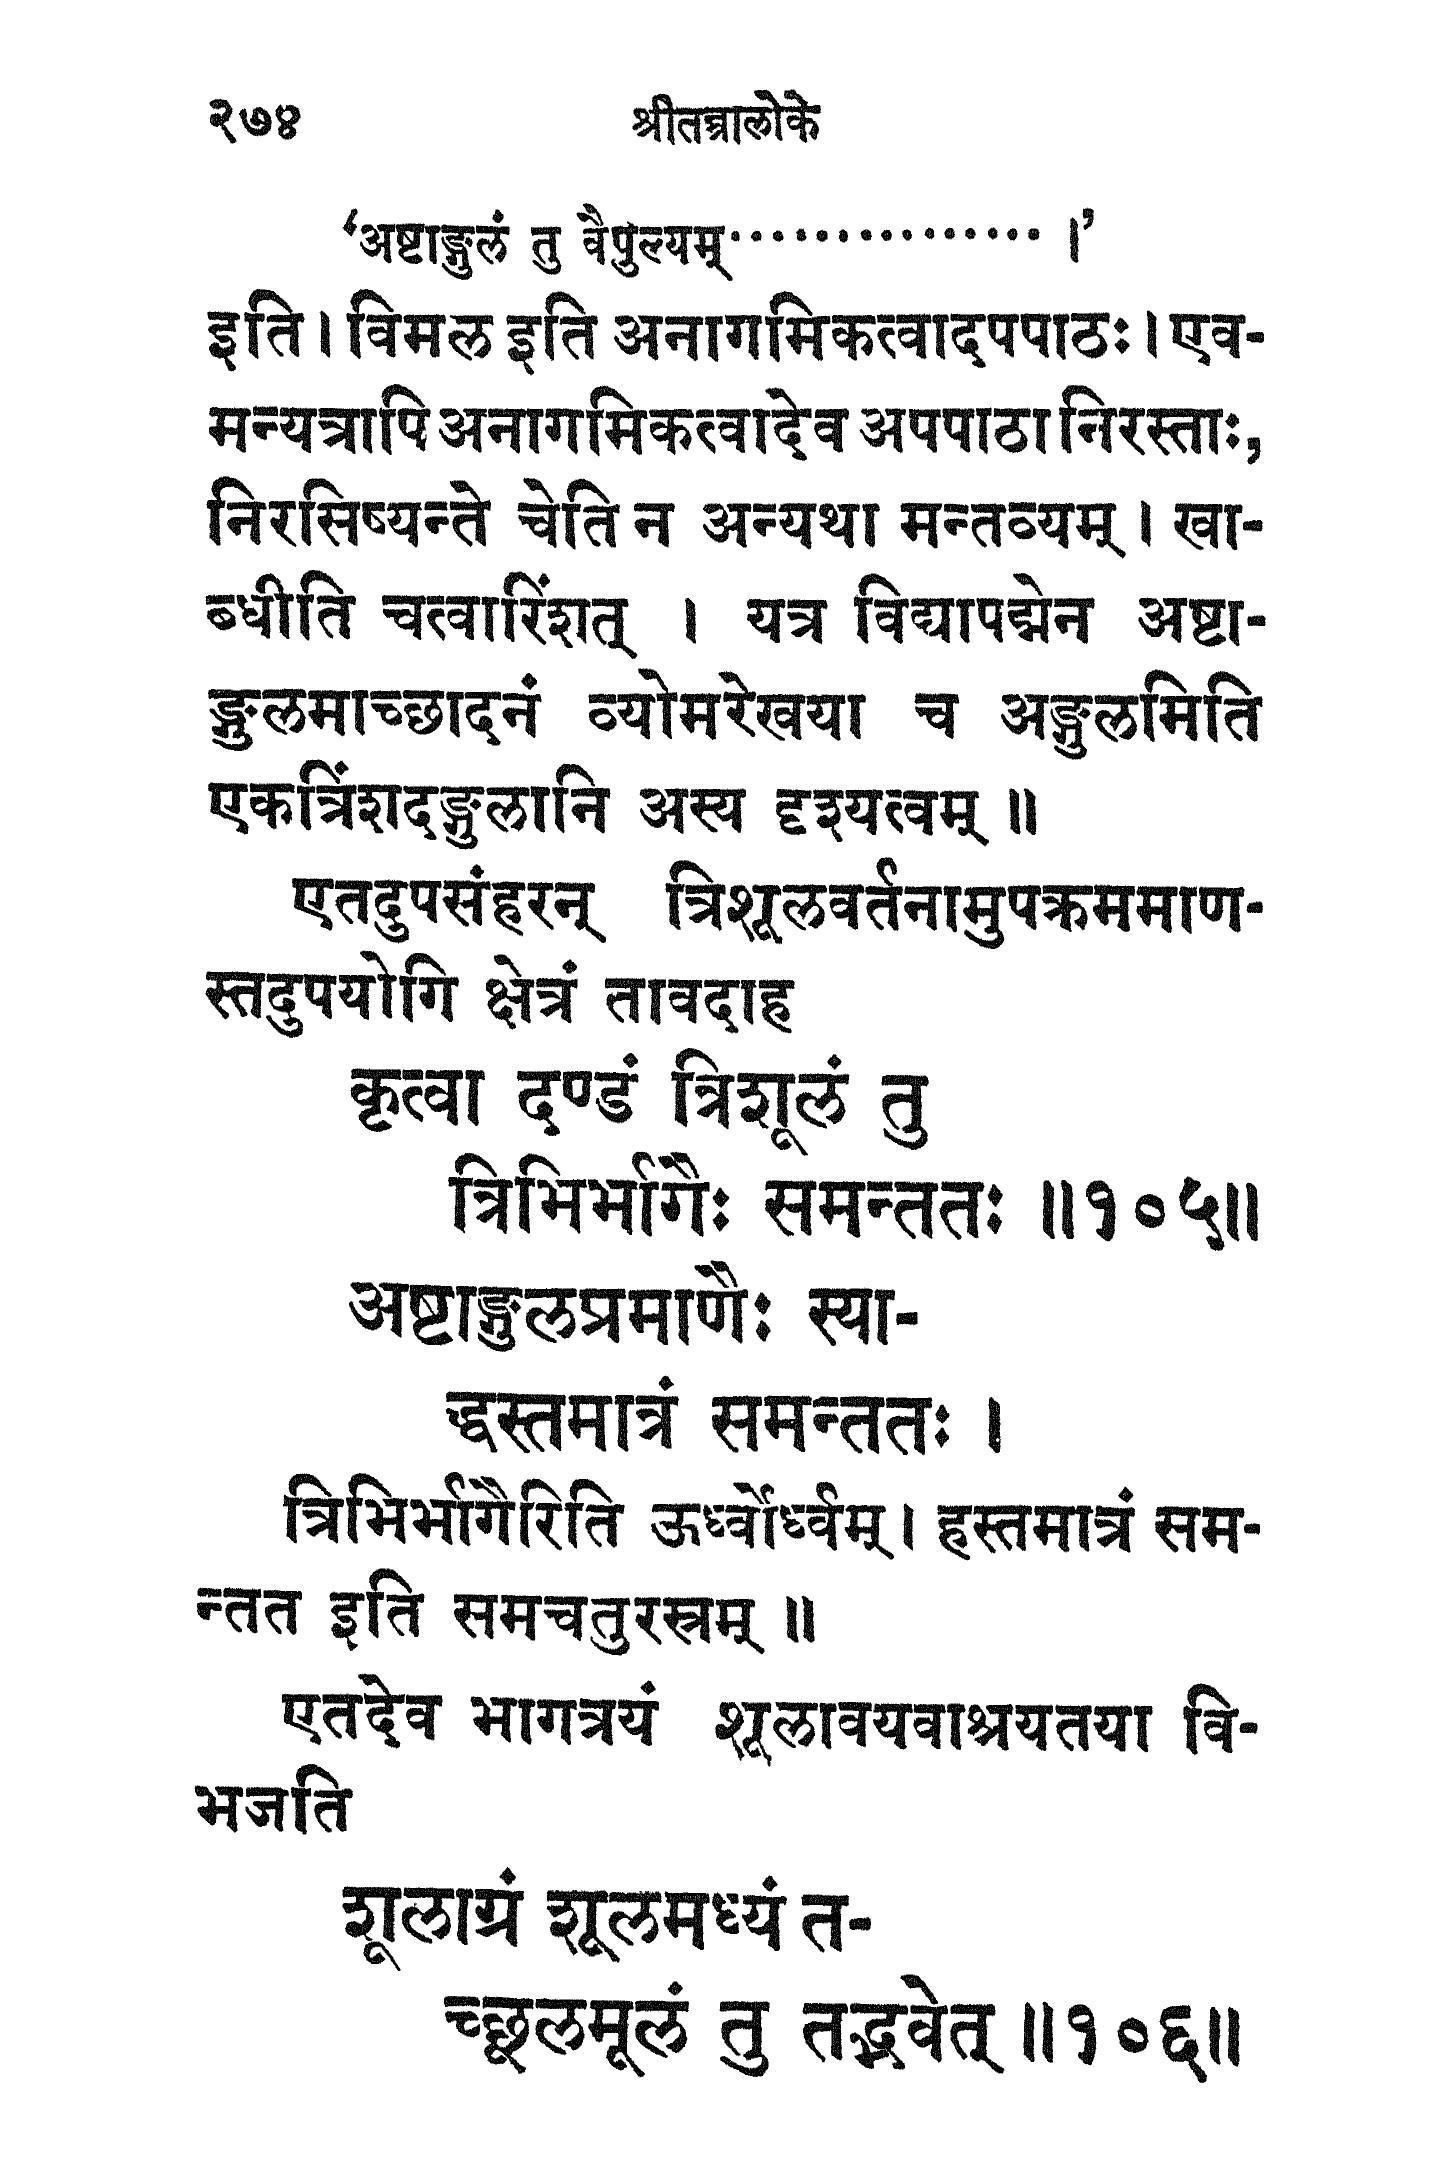 २७४ श्रीतन्त्रालोके
‘अष्टाङ्गुलं तु वैपुल्यम्··············· ।’
इति । विमल इति अनागमिकत्वादपपाठः । एव-
मन्यत्रापि अनागमिकत्वादेव अपपाठा निरस्ताः,
निरसिष्यन्ते चेति न अन्यथा मन्तव्यम् । खा-
ब्धीति चत्वारिंशत् । यत्र विद्यापद्मेन अष्टा-
ङ्गुलमाच्छादनं व्योमरेखया च अङ्गुलमिति
एकत्रिंशदङ्गुलानि अस्य दृश्यत्वम् ॥
एतदुपसंहरन् त्रिशूलवर्तनामुपक्रममाण-
स्तदुपयोगि क्षेत्रं तावदाह
कृत्वा दण्डं त्रिशूलं तु
त्रिभिर्भागैः समन्ततः ॥१०५॥
अष्टाङ्गुलप्रमाणैः स्या-
द्धस्तमात्रं समन्ततः ।
त्रिभिर्भागैरिति ऊर्ध्वोर्ध्वम् । हस्तमात्रं सम-
न्तत इति समचतुरस्रम् ॥
एतदेव भागत्रयं शूलावयवाश्रयतया वि-
भजति
शूलाग्रं शूलमध्यं त-
च्छूलमूलं तु तद्भवेत् ॥१०६॥